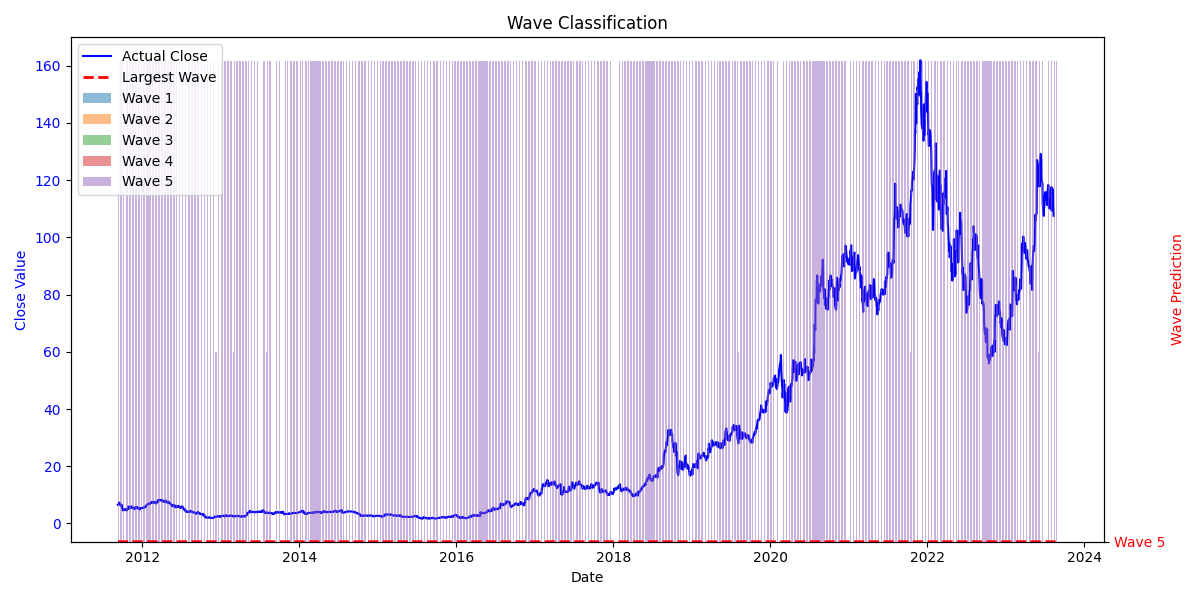 Wave Classification
Actual Close
Largest Wave
Wave 1
Wave 2
Wave 3
Wave 4
Wave 5
160
140
120
100
80
60
40
20
0
Close Value
2012 2014 2016 2018 2020 2022 2024
Date
Wave 5
Wave Prediction